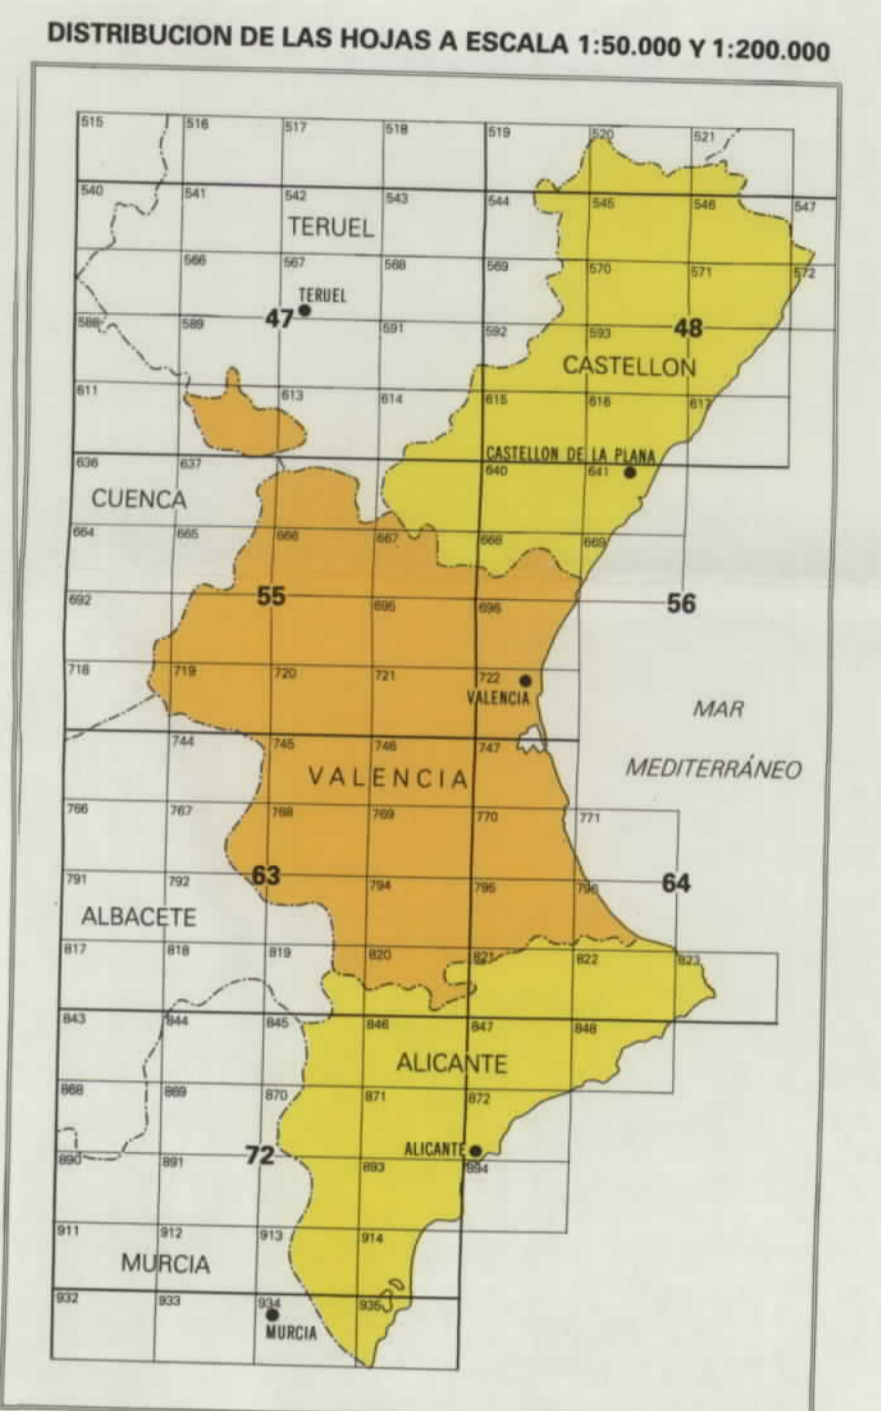 DISTRIBUCION DE LAS HOJAS A ESCALA 1:50.000 Y 1:200.000
515 516 517 518 519 520 521
540 541 542 543 544 545 546 547
TERUEL
566 567 568 569 570 571 572
TERUEL
588 589 47 591 592 593 48
CASTELLON
611 613 614 615 616 617
CASTELLON DE LA PLANA
636 637 640 641
CUENCA
664 665 666 667 668 669
692 55 695 696 56
718 719 720 721 722
VALENCIA
MAR
744 745 746 747
MEDITERRÁNEO
VALENCIA
766 767 768 769 770 771
791 792 63 794 795 796 64
ALBACETE
817 818 819 820 821 822 823
843 844 845 846 847 848
ALICANTE
868 869 870 871 872
ALICANTE
890 891 72 893 894
911 912 913 914
MURCIA
932 933 934 935
MURCIA